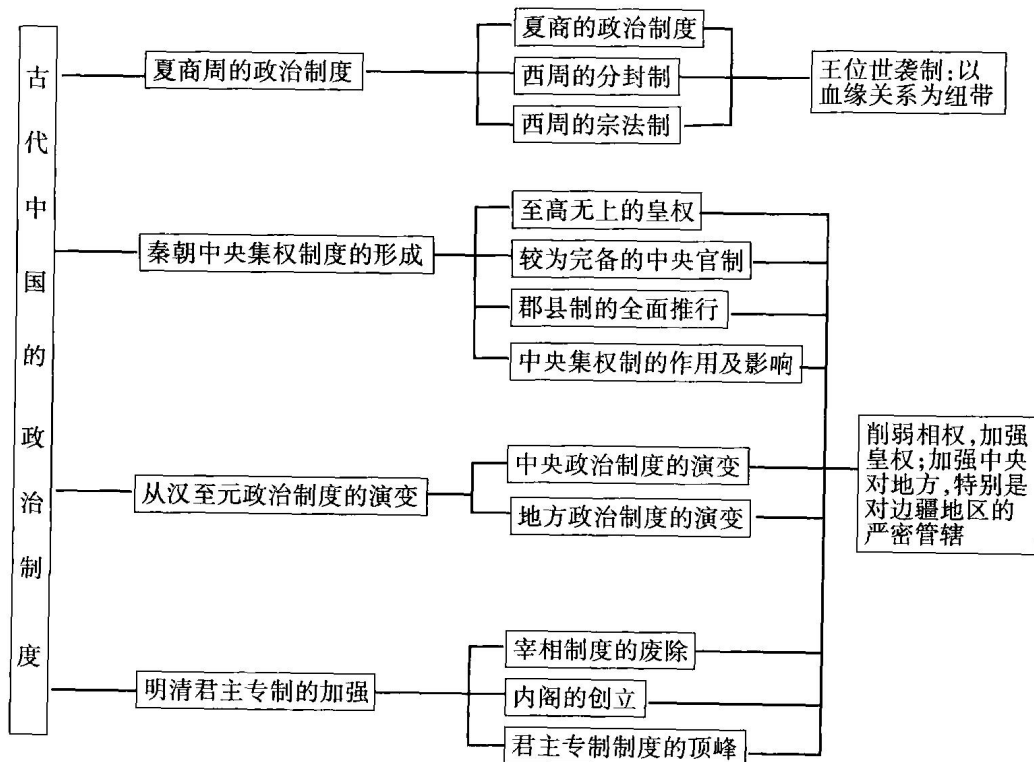 古代中国的政治制度
夏商周的政治制度
夏商的政治制度
西周的分封制
西周的宗法制
王位世袭制:以
血缘关系为纽带
秦朝中央集权制度的形成
至高无上的皇权
较为完备的中央官制
郡县制的全面推行
中央集权制的作用及影响
从汉至元政治制度的演变
中央政治制度的演变
地方政治制度的演变
明清君主专制的加强
宰相制度的废除
内阁的创立
君主专制制度的顶峰
削弱相权,加强
皇权;加强中央
对地方,特别是
对边疆地区的
严密管辖